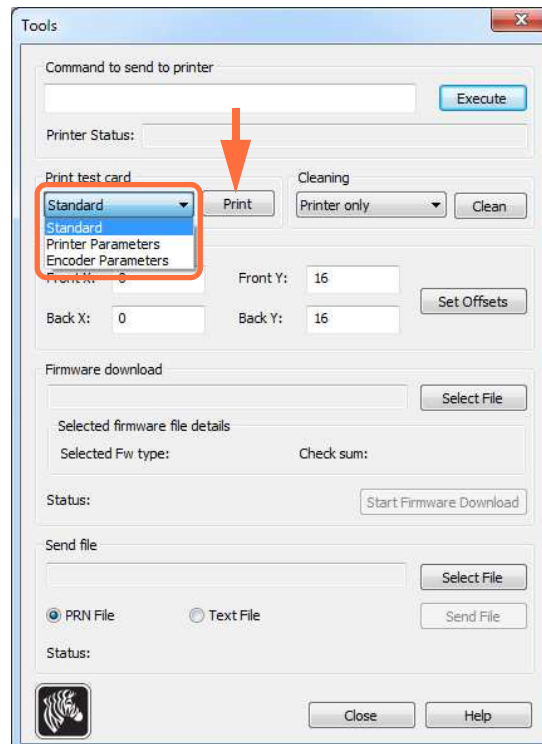 Tools
Command to send to printer
Execute
Printer Status:
Print test card
Cleaning
Standard
Print
Printer only
Clean
Standard
Printer Parameters
Encoder Parameters
Front X: 0
Front Y: 16
Set Offsets
Back X: 0
Back Y: 16
Firmware download
Select File
Selected firmware file details
Selected Fw type:
Check sum:
Status:
Start Firmware Download
Send file
Select File
PRN File
Text File
Send File
Status:
Close
Help